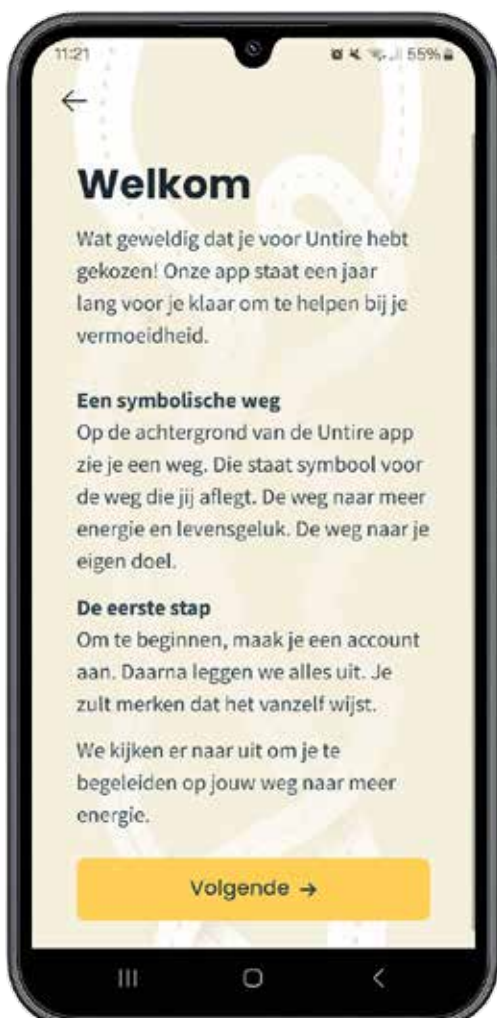 11:21
55%
Welkom
Wat geweldig dat je voor Untire hebt
gekozen! Onze app staat een jaar
lang voor je klaar om te helpen bij je
vermoeidheid.
Een symbolische weg
Op de achtergrond van de Untire app
zie je een weg. Die staat symbool voor
de weg die jij aflegt. De weg naar meer
energie en levensgeluk. De weg naar je
eigen doel.
De eerste stap
Om te beginnen, maak je een account
aan. Daarna leggen we alles uit. Je
zult merken dat het vanzelf wijst.
We kijken er naar uit om je te
begeleiden op jouw weg naar meer
energie.
Volgende →